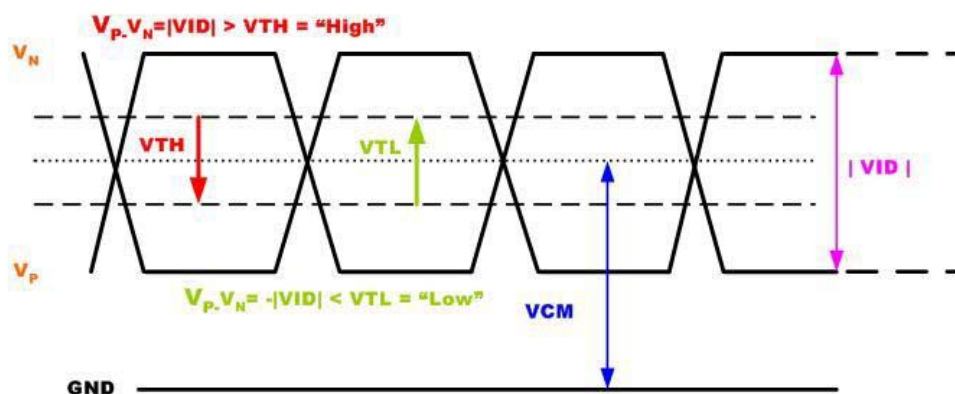 VP-VN=|VID| > VTH = “High”
VN
VTH
VTL
| VID |
VP
VP-VN= -|VID| < VTL = “Low”
VCM
GND